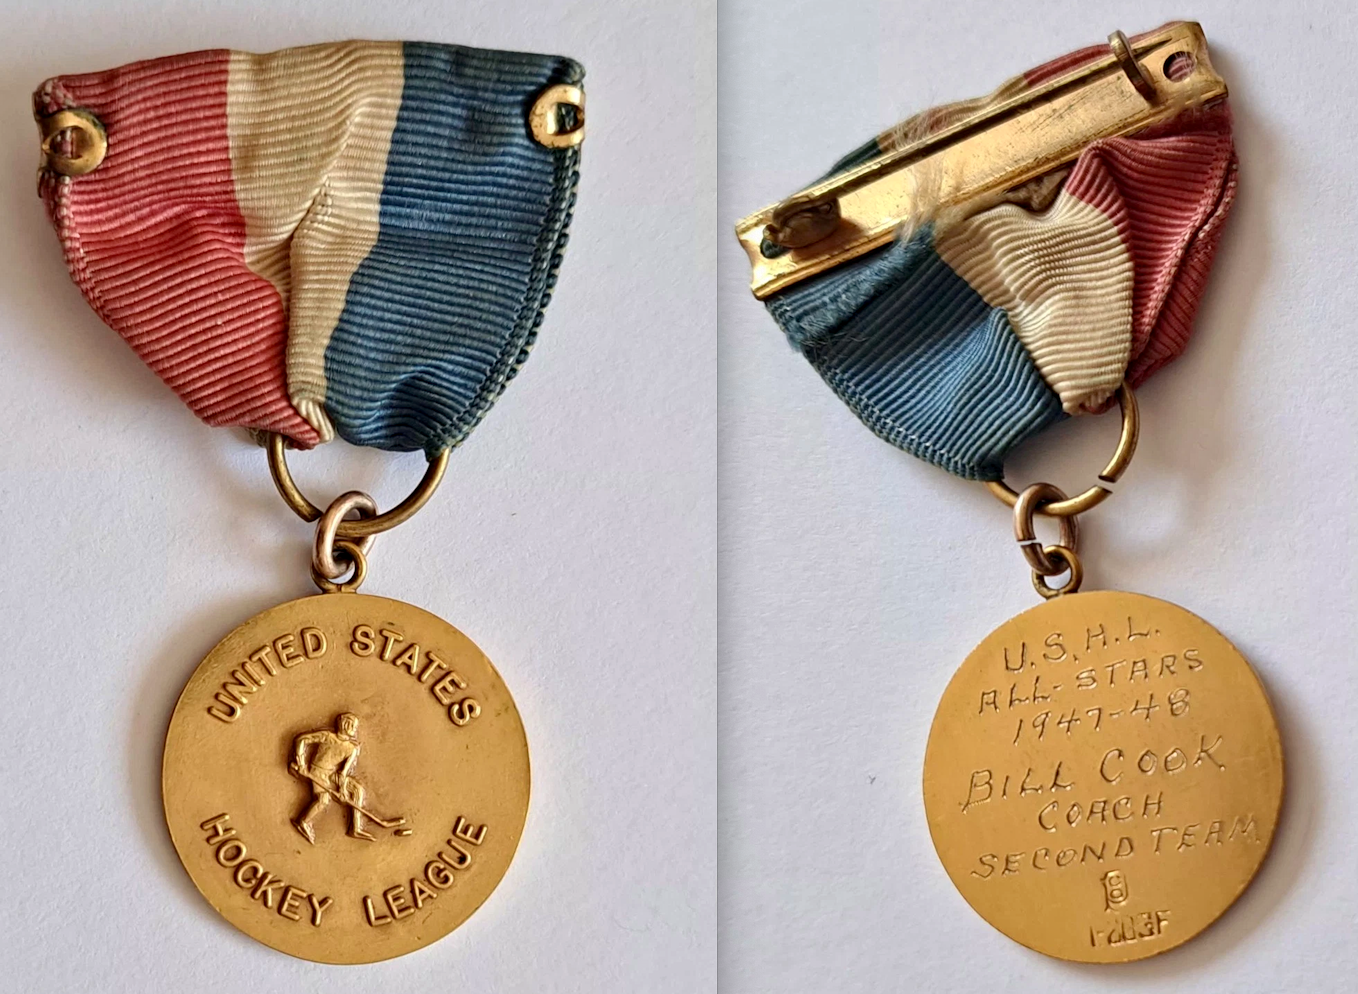 UNITED STATES
HOCKEY LEAGUE
U.S.H.L.
ALL-STARS
1947-48
BILL COOK
COACH
SECOND TEAM